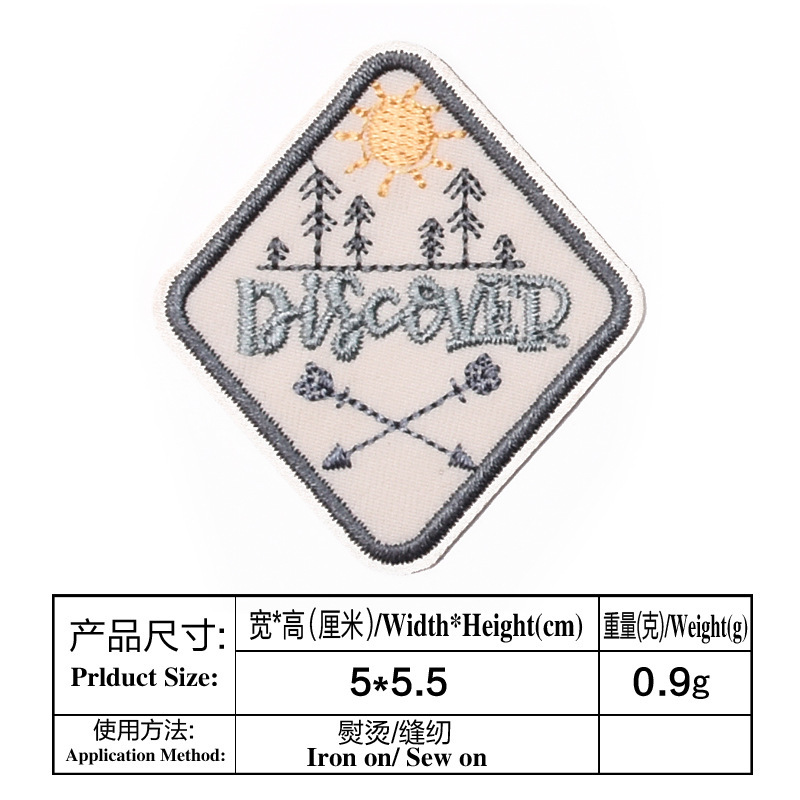 DiSCOVER
产品尺寸:
Prlduct Size:
宽*高(厘米)/Width*Height(cm)
重量(克)/Weight(g)
5*5.5
0.9g
使用方法:
Application Method:
熨烫/缝纫
Iron on/ Sew on